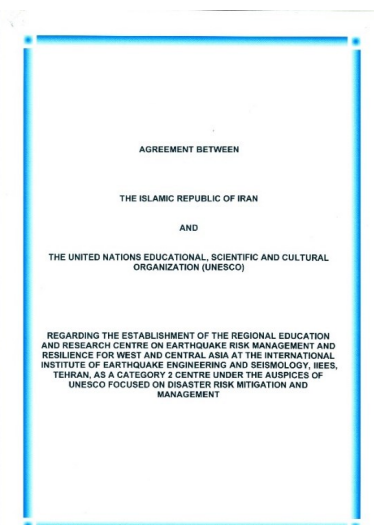 AGREEMENT BETWEEN
THE ISLAMIC REPUBLIC OF IRAN
AND
THE UNITED NATIONS EDUCATIONAL, SCIENTIFIC AND CULTURAL
ORGANIZATION (UNESCO)
REGARDING THE ESTABLISHMENT OF THE REGIONAL EDUCATION
AND RESEARCH CENTRE ON EARTHQUAKE RISK MANAGEMENT AND
RESILIENCE FOR WEST AND CENTRAL ASIA AT THE INTERNATIONAL
INSTITUTE OF EARTHQUAKE ENGINEERING AND SEISMOLOGY, IIEES,
TEHRAN, AS A CATEGORY 2 CENTRE UNDER THE AUSPICES OF
UNESCO FOCUSED ON DISASTER RISK MITIGATION AND
MANAGEMENT